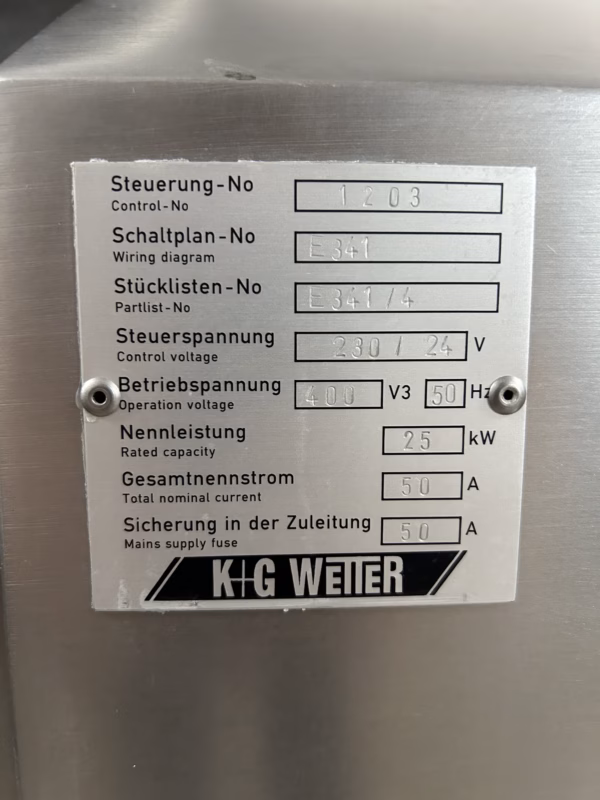 Steuerung-No 1203
Control-No
Schaltplan-No E341
Wiring diagram
Stücklisten-No E341/4
Partlist-No
Steuerspannung 230 / 24 V
Control voltage
Betriebspannung 400 V3 50 Hz
Operation voltage
Nennleistung 25 kW
Rated capacity
Gesamtnennstrom 50 A
Total nominal current
Sicherung in der Zuleitung 50 A
Mains supply fuse
K+G WETTER